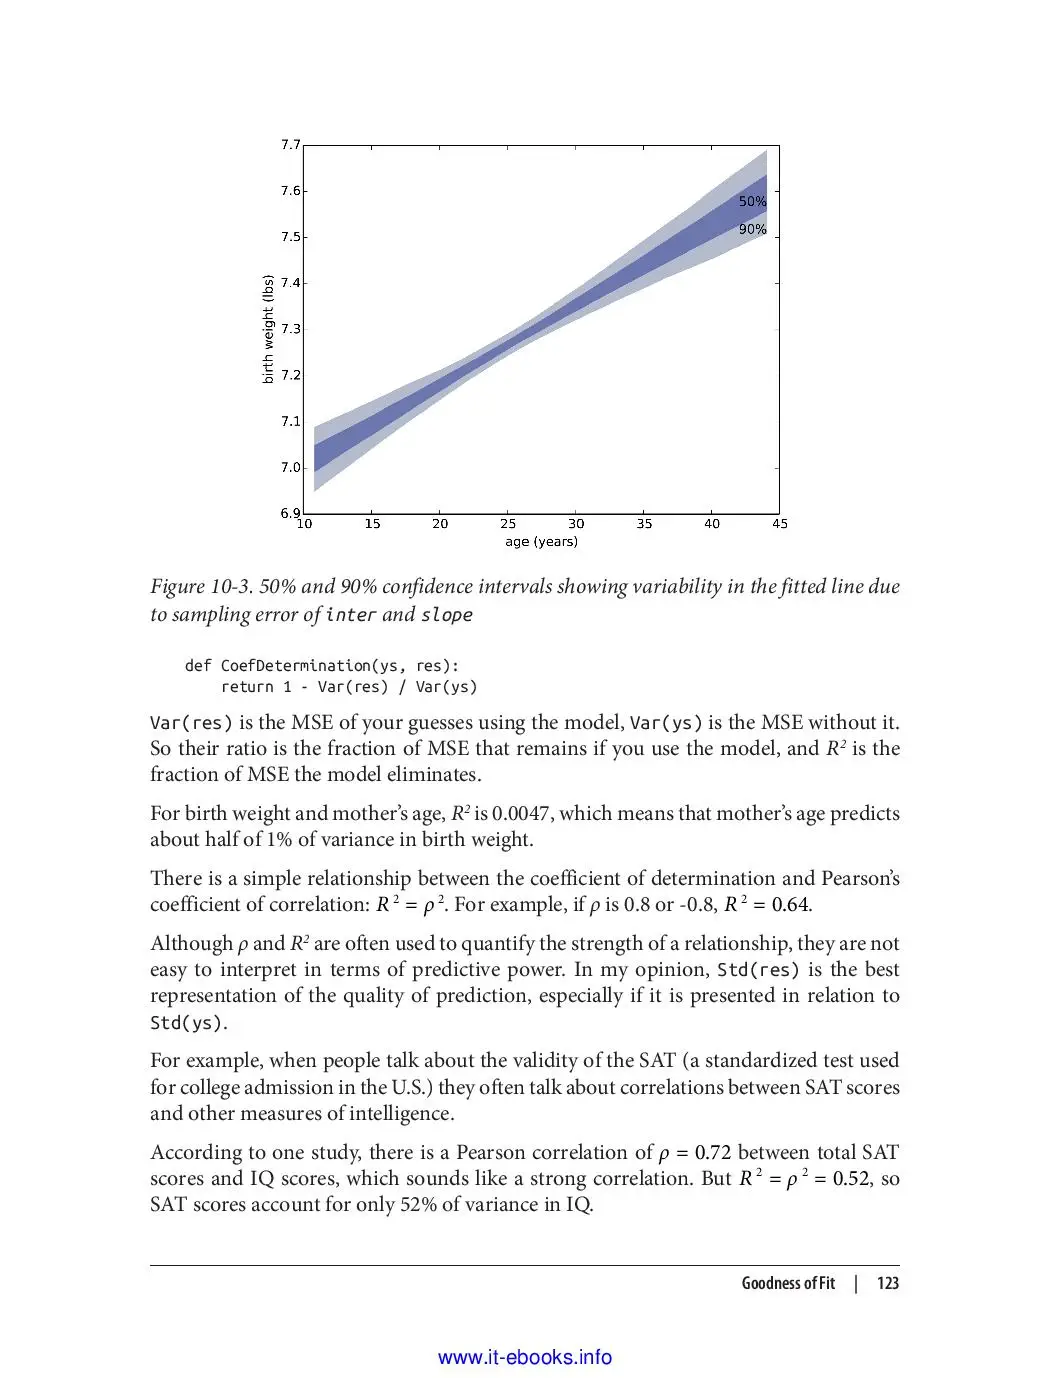 7.7
7.6
7.5
7.4
7.3
7.2
7.1
7.0
6.9
birth weight (lbs)
50%
90%
10 15 20 25 30 35 40 45
age (years)
Figure 10-3. 50% and 90% confidence intervals showing variability in the fitted line due
to sampling error of inter and slope
def CoefDetermination(ys, res):
    return 1 - Var(res) / Var(ys)
Var(res) is the MSE of your guesses using the model, Var(ys) is the MSE without it.
So their ratio is the fraction of MSE that remains if you use the model, and R² is the
fraction of MSE the model eliminates.
For birth weight and mother’s age, R² is 0.0047, which means that mother’s age predicts
about half of 1% of variance in birth weight.
There is a simple relationship between the coefficient of determination and Pearson’s
coefficient of correlation: R² = ρ². For example, if ρ is 0.8 or -0.8, R² = 0.64.
Although ρ and R² are often used to quantify the strength of a relationship, they are not
easy to interpret in terms of predictive power. In my opinion, Std(res) is the best
representation of the quality of prediction, especially if it is presented in relation to
Std(ys).
For example, when people talk about the validity of the SAT (a standardized test used
for college admission in the U.S.) they often talk about correlations between SAT scores
and other measures of intelligence.
According to one study, there is a Pearson correlation of ρ = 0.72 between total SAT
scores and IQ scores, which sounds like a strong correlation. But R² = ρ² = 0.52, so
SAT scores account for only 52% of variance in IQ.
Goodness of Fit | 123
www.it-ebooks.info